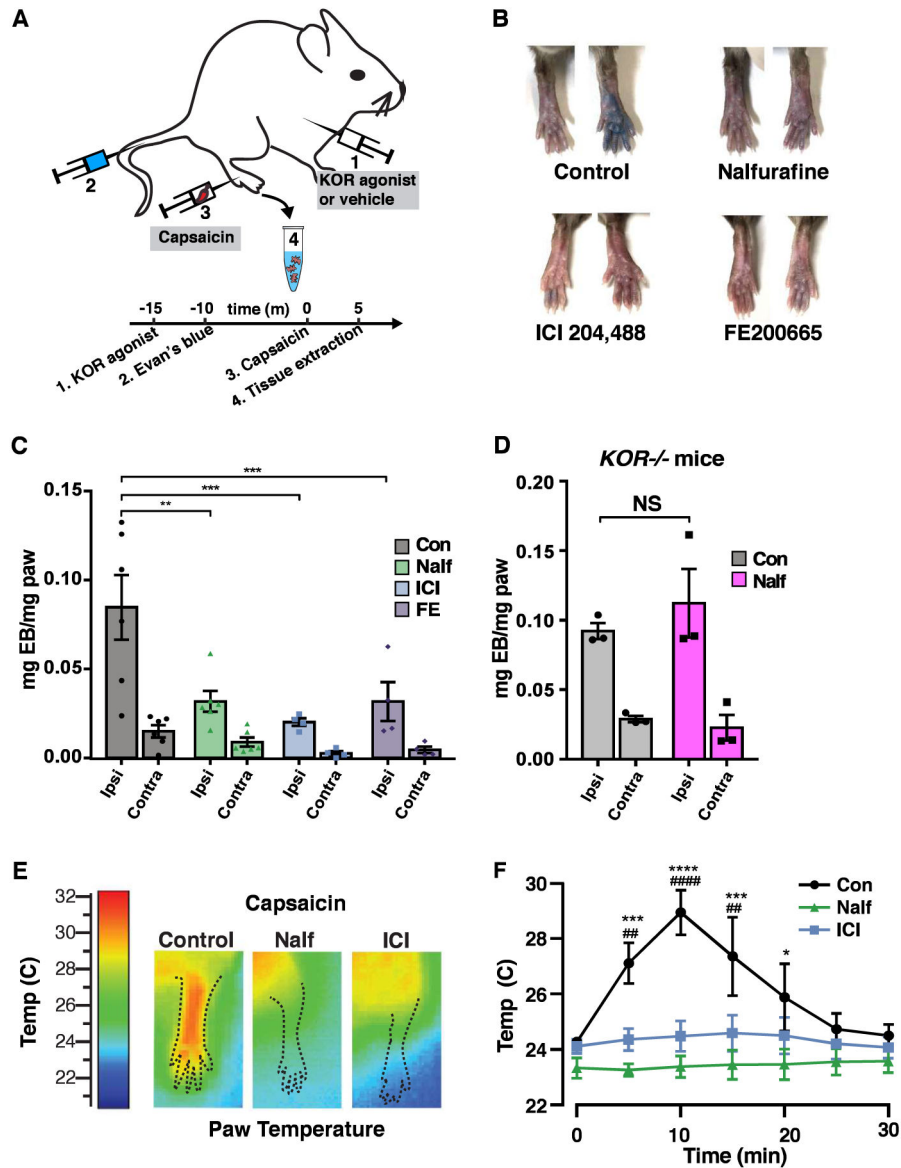 A
1
KOR agonist
or vehicle
2
3
Capsaicin
4
-15
-10
time (m)
0
5
1. KOR agonist
2. Evan's blue
3. Capsaicin
4. Tissue extraction
B
Control
Nalfurafine
ICI 204,488
FE200665
C
***
***
**
0.15
0.10
0.05
0.00
mg EB/mg paw
Con
Nalf
ICI
FE
Ipsi
Contra
Ipsi
Contra
Ipsi
Contra
Ipsi
Contra
D
KOR-/- mice
NS
0.20
0.15
0.10
0.05
0.00
mg EB/mg paw
Con
Nalf
Ipsi
Contra
Ipsi
Contra
E
32
30
28
26
24
22
Temp (C)
Capsaicin
Control
Nalf
ICI
Paw Temperature
F
30
28
26
24
22
Temp (C)
***
##
****
####
***
##
*
Con
Nalf
ICI
0
10
20
30
Time (min)